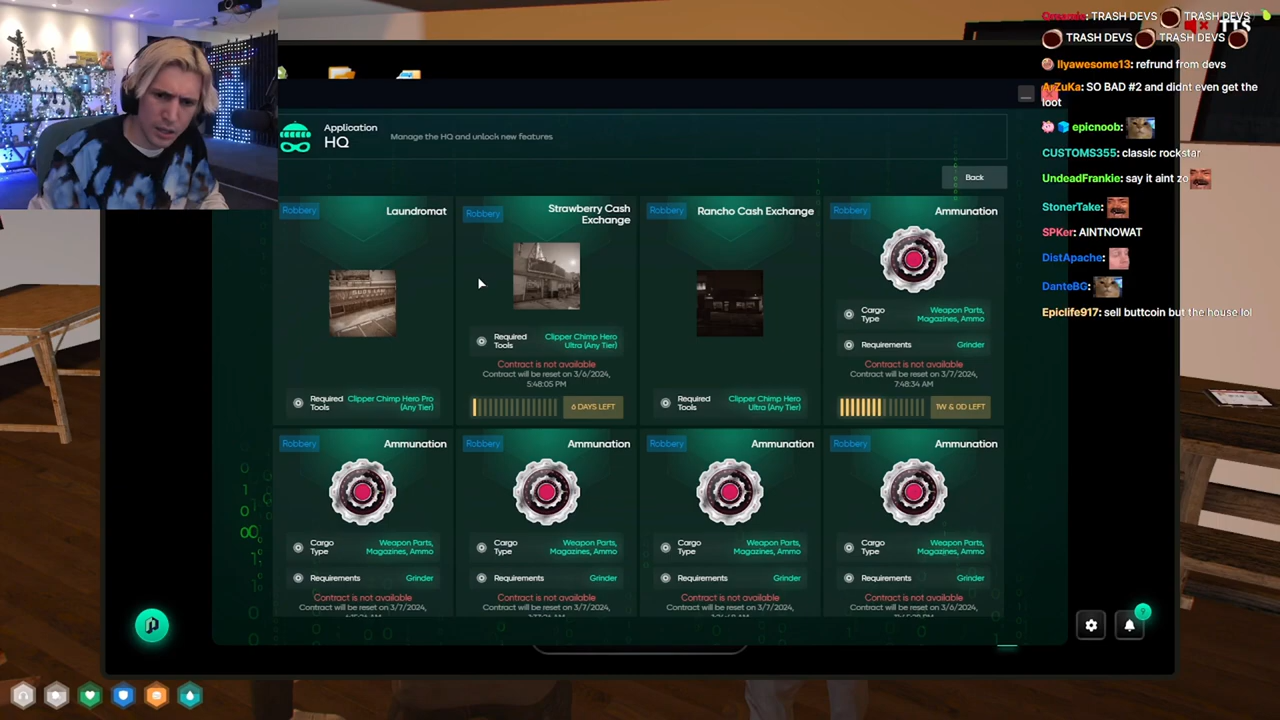 Application
HQ
Manage the HQ and unlock new features
Back
Robbery
Laundromat
Required Tools
Clipper Chimp Hero Pro (Any Tier)
Robbery
Strawberry Cash Exchange
Required Tools
Clipper Chimp Hero Ultra (Any Tier)
Contract is not available
Contract will be reset on 3/6/2024, 5:48:05 PM
6 DAYS LEFT
Robbery
Rancho Cash Exchange
Required Tools
Clipper Chimp Hero Ultra (Any Tier)
Robbery
Ammunation
Cargo Type
Weapon Parts, Magazines, Ammo
Requirements
Grinder
Contract is not available
Contract will be reset on 3/7/2024, 7:48:34 AM
1W & 0D LEFT
Robbery
Ammunation
Cargo Type
Weapon Parts, Magazines, Ammo
Requirements
Grinder
Contract is not available
Contract will be reset on 3/7/2024,
Robbery
Ammunation
Cargo Type
Weapon Parts, Magazines, Ammo
Requirements
Grinder
Contract is not available
Contract will be reset on 3/7/2024,
Robbery
Ammunation
Cargo Type
Weapon Parts, Magazines, Ammo
Requirements
Grinder
Contract is not available
Contract will be reset on 3/7/2024,
Robbery
Ammunation
Cargo Type
Weapon Parts, Magazines, Ammo
Requirements
Grinder
Contract is not available
Contract will be reset on 3/6/2024,
TRASH DEVS TRASH DEVS
TTS
TRASH DEVS TRASH DEVS
Ilyawesome13: refrund from devs
ArZuKa: SO BAD #2 and didnt even get the
loot
epicnoob:
CUSTOMS355: classic rockstar
UndeadFrankie: say it aint zo
StonerTake:
SPKer: AINTNOWAT
DistApache:
DanteBG:
Epiclife917: sell buttcoin but the house lol